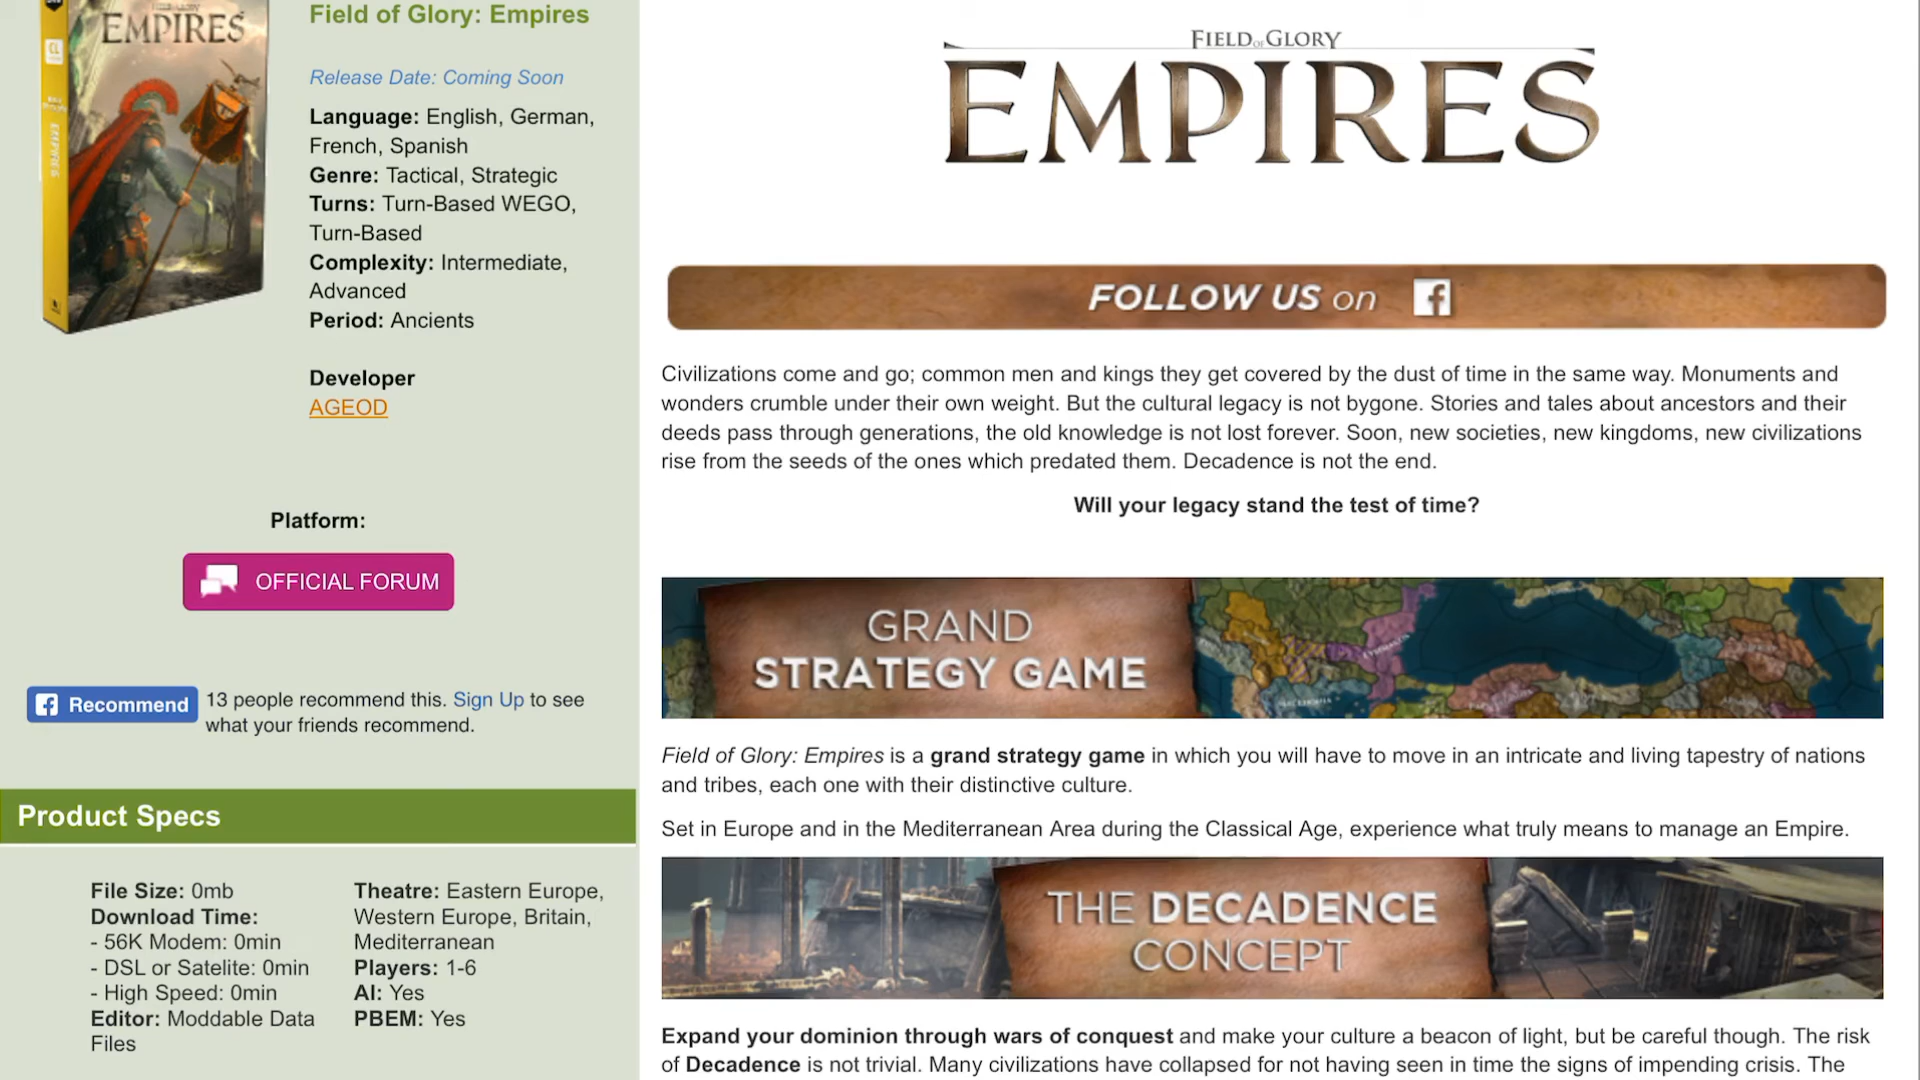 EMPIRES
CL
EMPIRES
Field of Glory: Empires
Release Date: Coming Soon
Language: English, German,
French, Spanish
Genre: Tactical, Strategic
Turns: Turn-Based WEGO,
Turn-Based
Complexity: Intermediate,
Advanced
Period: Ancients
Developer
AGEOD
Platform:
OFFICIAL FORUM
Recommend
13 people recommend this. Sign Up to see
what your friends recommend.
Product Specs
File Size: 0mb
Download Time:
- 56K Modem: 0min
- DSL or Satelite: 0min
- High Speed: 0min
Editor: Moddable Data
Files
Theatre: Eastern Europe,
Western Europe, Britain,
Mediterranean
Players: 1-6
AI: Yes
PBEM: Yes
FIELD OF GLORY
EMPIRES
FOLLOW US on f
Civilizations come and go; common men and kings they get covered by the dust of time in the same way. Monuments and
wonders crumble under their own weight. But the cultural legacy is not bygone. Stories and tales about ancestors and their
deeds pass through generations, the old knowledge is not lost forever. Soon, new societies, new kingdoms, new civilizations
rise from the seeds of the ones which predated them. Decadence is not the end.
Will your legacy stand the test of time?
GRAND
STRATEGY GAME
Field of Glory: Empires is a grand strategy game in which you will have to move in an intricate and living tapestry of nations
and tribes, each one with their distinctive culture.
Set in Europe and in the Mediterranean Area during the Classical Age, experience what truly means to manage an Empire.
THE DECADENCE
CONCEPT
Expand your dominion through wars of conquest and make your culture a beacon of light, but be careful though. The risk
of Decadence is not trivial. Many civilizations have collapsed for not having seen in time the signs of impending crisis. The